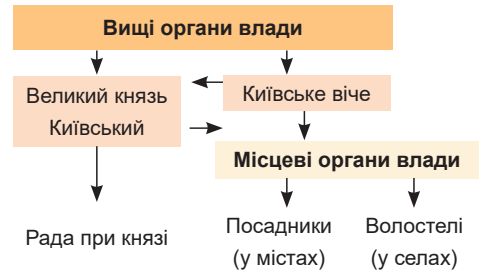 Вищі органи влади
Великий князь
Київський
Київське віче
Місцеві органи влади
Рада при князі
Посадники
(у містах)
Волостелі
(у селах)